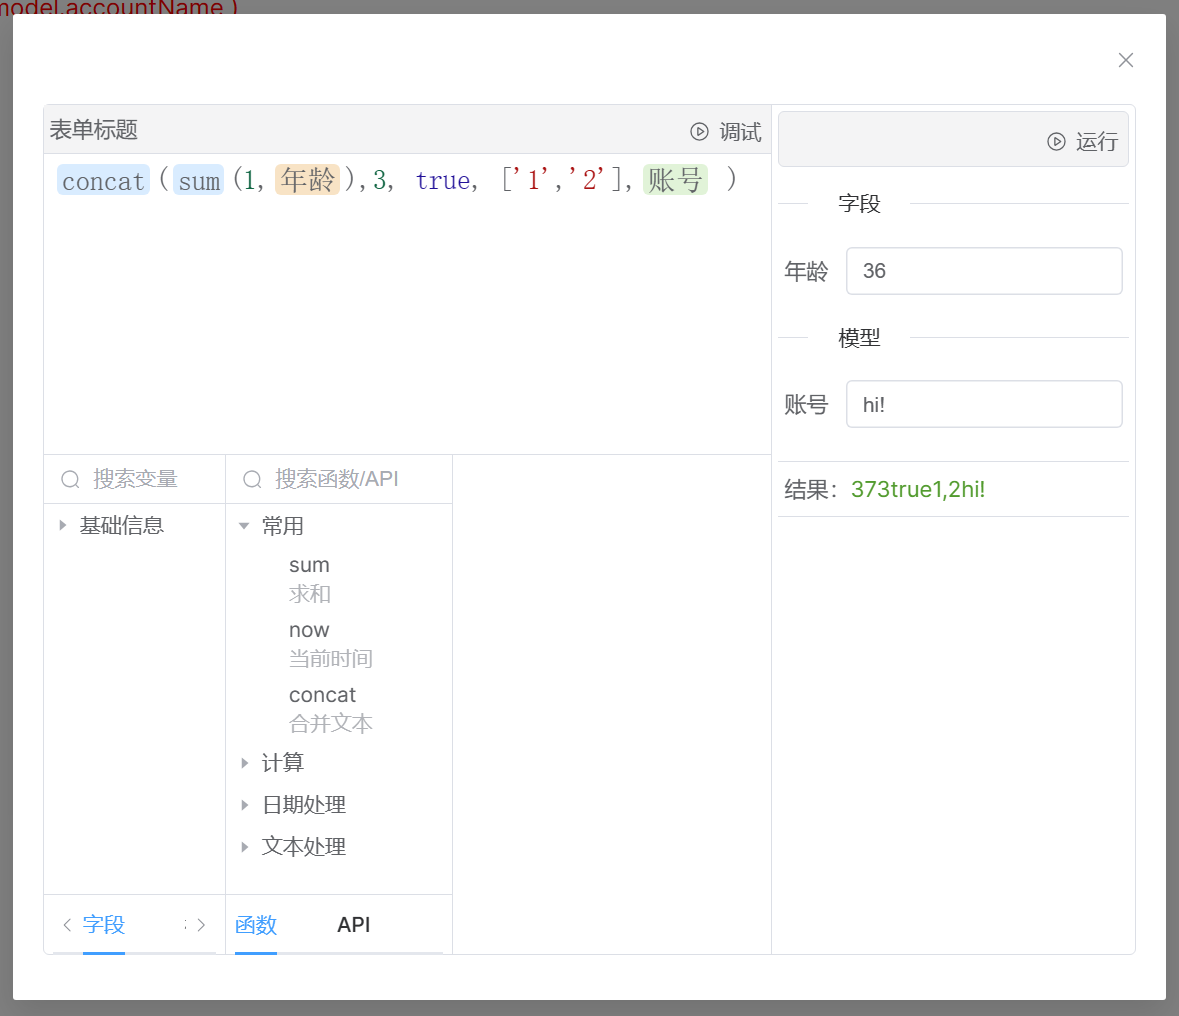 model.accountName )
表单标题
调试
concat(sum(1, 年龄),3, true, ['1','2'], 账号 )
运行
字段
年龄
36
模型
账号
hi!
结果：373true1,2hi!
搜索变量
基础信息
搜索函数/API
常用
sum
求和
now
当前时间
concat
合并文本
计算
日期处理
文本处理
字段
函数
API